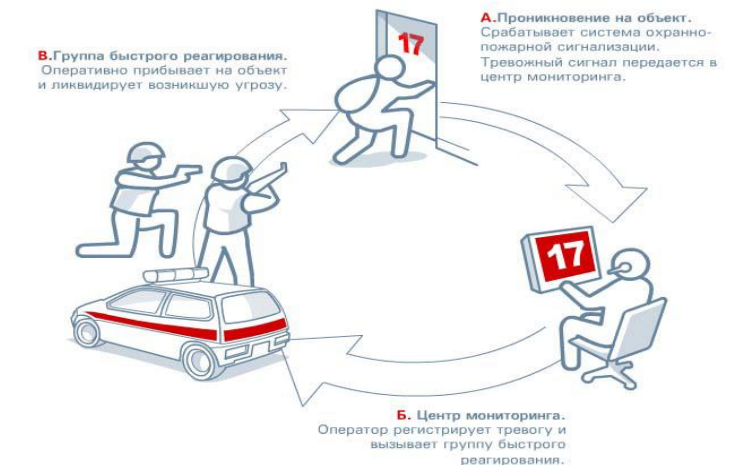 А.Проникновение на объект.
Срабатывает система охранно-
пожарной сигнализации.
Тревожный сигнал передается в
центр мониторинга.
17
В.Группа быстрого реагирования.
Оперативно прибывает на объект
и ликвидирует возникшую угрозу.
17
Б. Центр мониторинга.
Оператор регистрирует тревогу и
вызывает группу быстрого
реагирования.